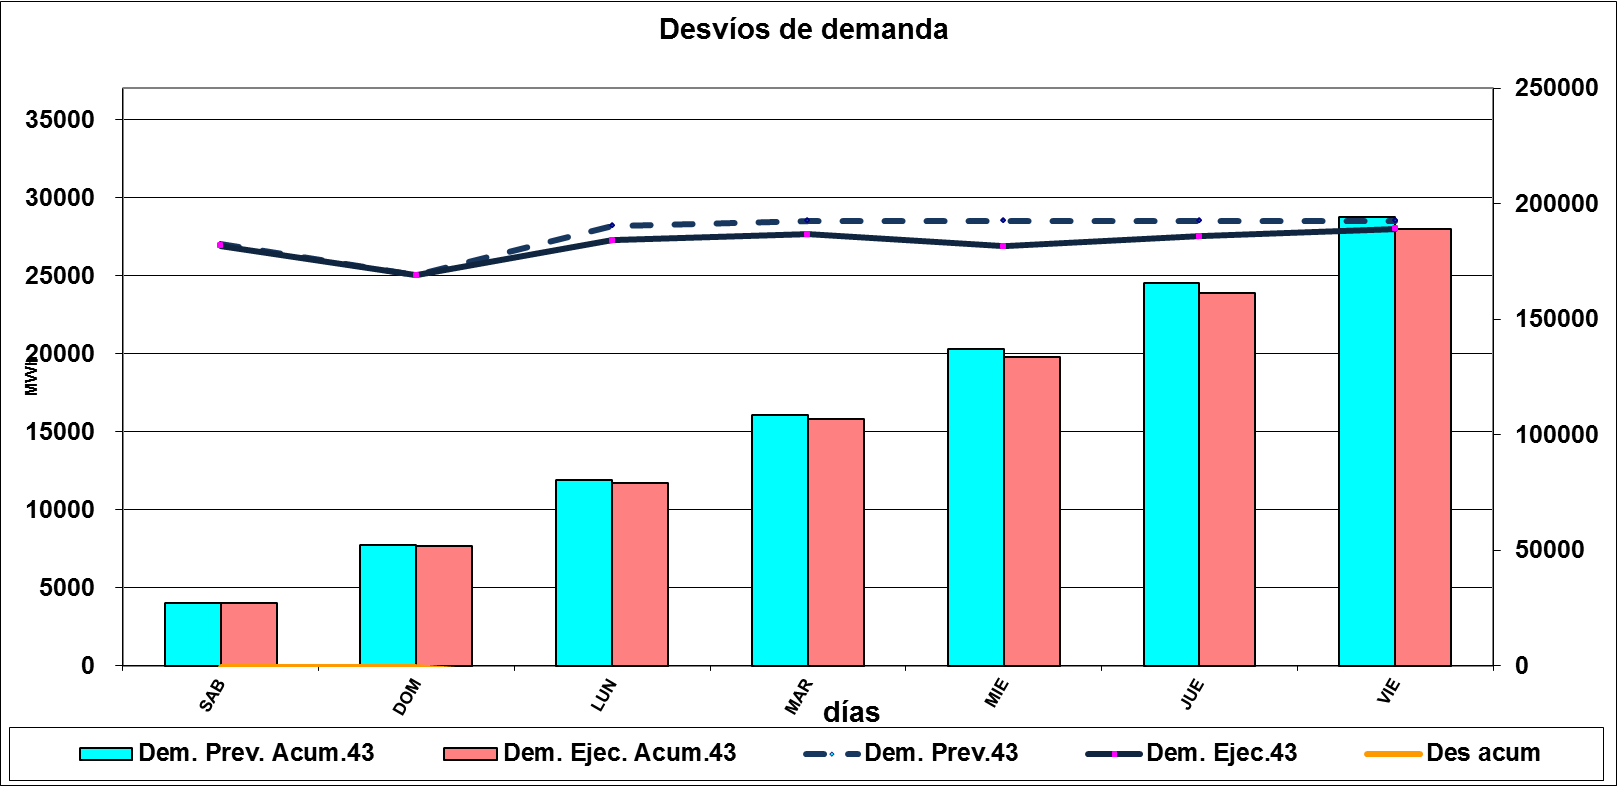 Desvíos de demanda
35000
30000
25000
20000
15000
10000
5000
0
MWh
250000
200000
150000
100000
50000
0
SAB
DOM
LUN
MAR
MIE
JUE
VIE
días
Dem. Prev. Acum.43
Dem. Ejec. Acum.43
Dem. Prev.43
Dem. Ejec.43
Des acum